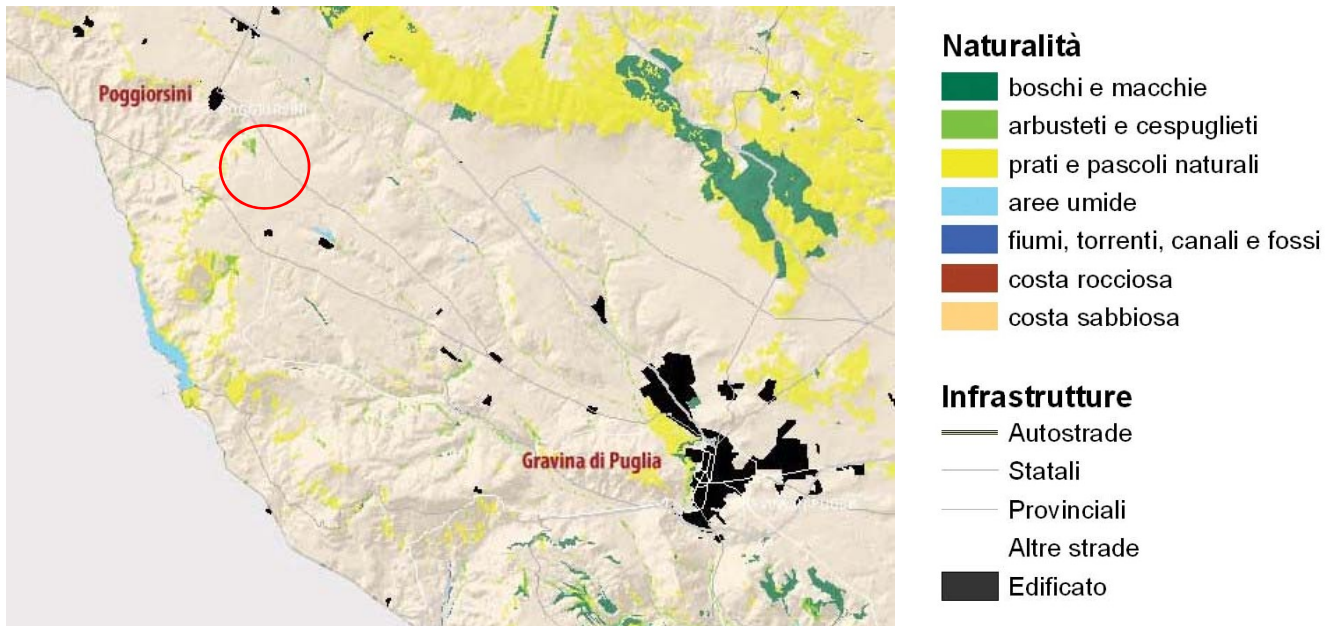 Poggiorsini
POGGIORSINI
Gravina di Puglia
Naturalità
boschi e macchie
arbusteti e cespuglieti
prati e pascoli naturali
aree umide
fiumi, torrenti, canali e fossi
costa rocciosa
costa sabbiosa
Infrastrutture
Autostrade
Statali
Provinciali
Altre strade
Edificato